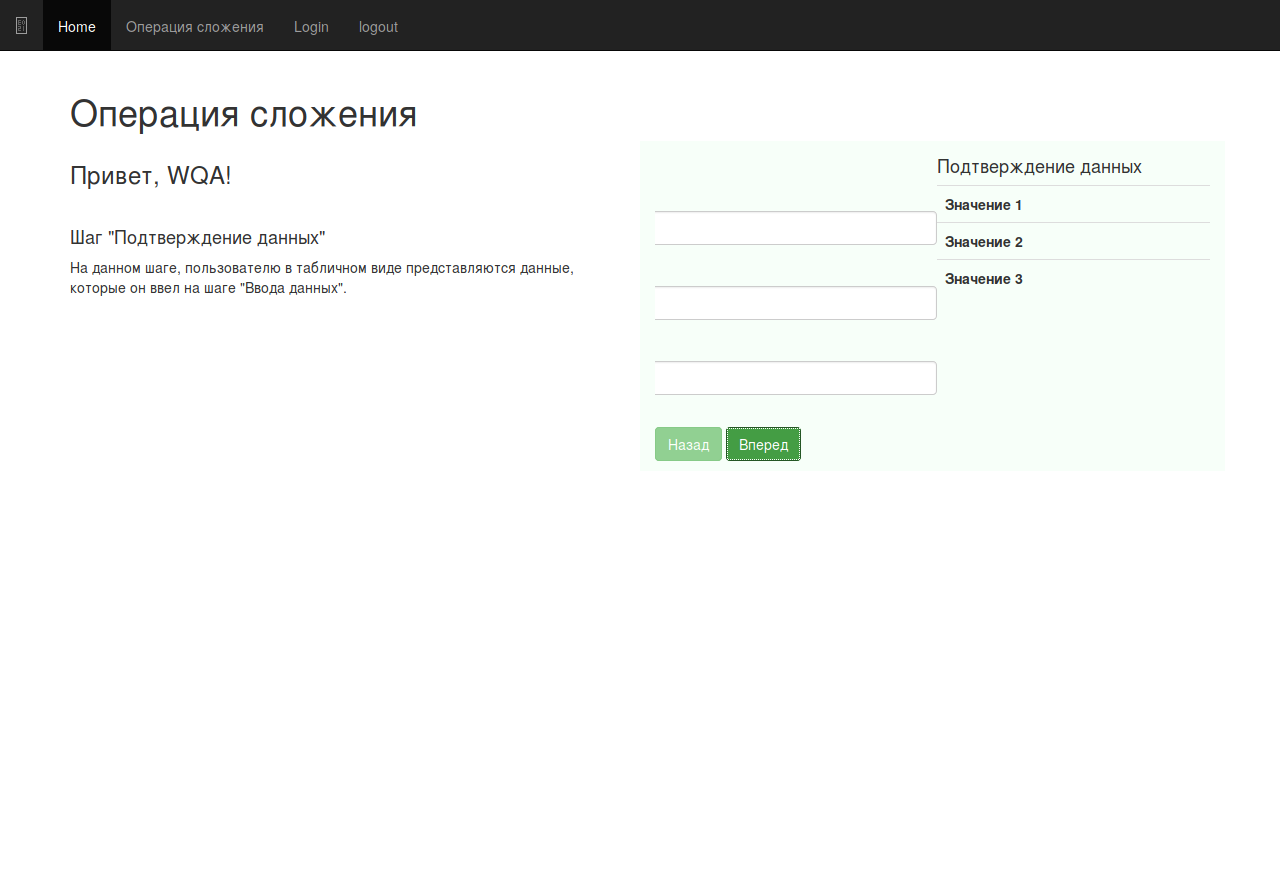 Home Операция сложения Login logout
Операция сложения
Привет, WQA!
Шаг "Подтверждение данных"
На данном шаге, пользователю в табличном виде представляются данные,
которые он ввел на шаге "Ввода данных".
Подтверждение данных
Значение 1
Значение 2
Значение 3
Назад Вперед